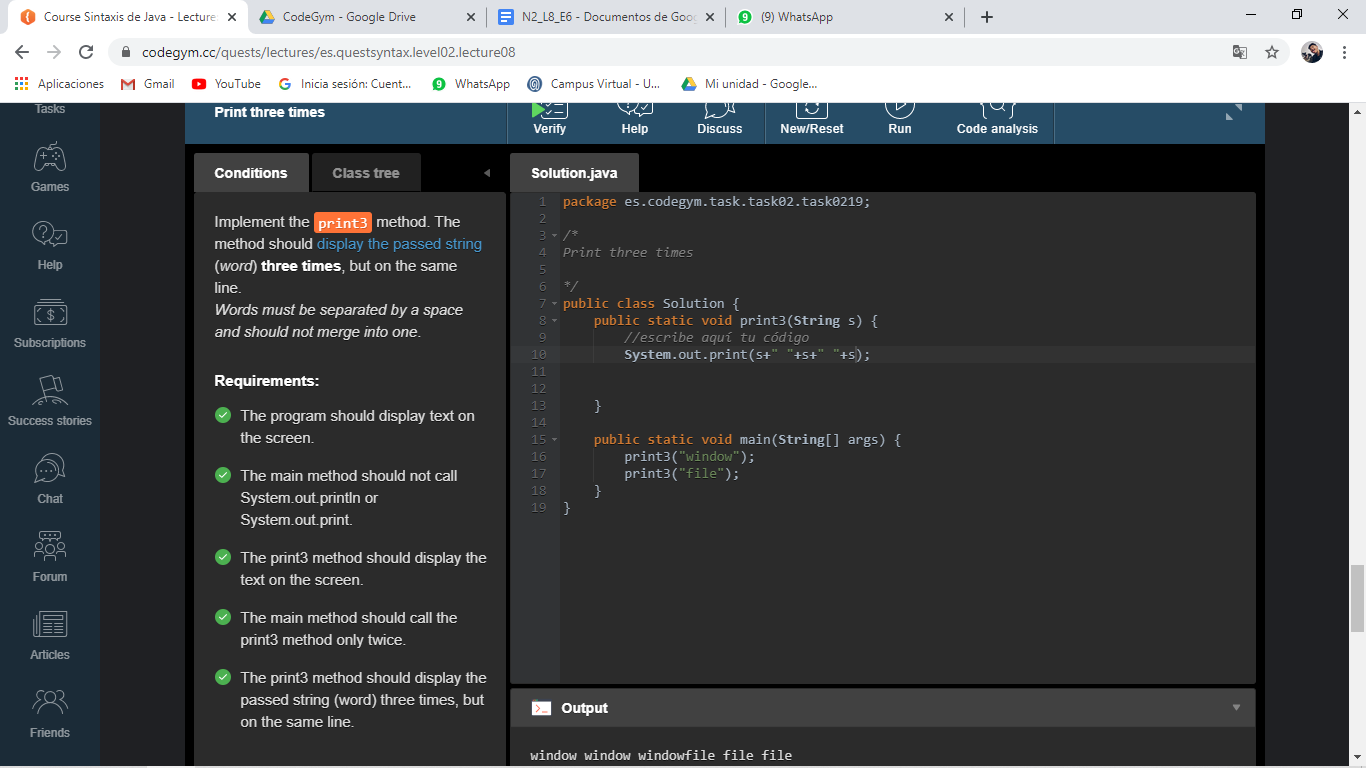 Course Sintaxis de Java - Lecture
CodeGym - Google Drive
N2_L8_E6 - Documentos de Goo
(9) WhatsApp
codegym.cc/quests/lectures/es.questsyntax.level02.lecture08
Aplicaciones
Gmail
YouTube
Inicia sesión: Cuent...
WhatsApp
Campus Virtual - U...
Mi unidad - Google...
Tasks
Games
Help
Subscriptions
Success stories
Chat
Forum
Articles
Friends
Print three times
Verify
Help
Discuss
New/Reset
Run
Code analysis
Conditions
Class tree
Implement the print3 method. The
method should display the passed string
(word) three times, but on the same
line.
Words must be separated by a space
and should not merge into one.
Requirements:
The program should display text on
the screen.
The main method should not call
System.out.println or
System.out.print.
The print3 method should display the
text on the screen.
The main method should call the
print3 method only twice.
The print3 method should display the
passed string (word) three times, but
on the same line.
Solution.java
1 package es.codegym.task.task02.task0219;
2
3 /*
4 Print three times
5
6 */
7 public class Solution {
8 public static void print3(String s) {
9 //escribe aquí tu código
10 System.out.print(s+" "+s+" "+s);
11
12
13 }
14
15 public static void main(String[] args) {
16 print3("window");
17 print3("file");
18 }
19 }
Output
window window windowfile file file